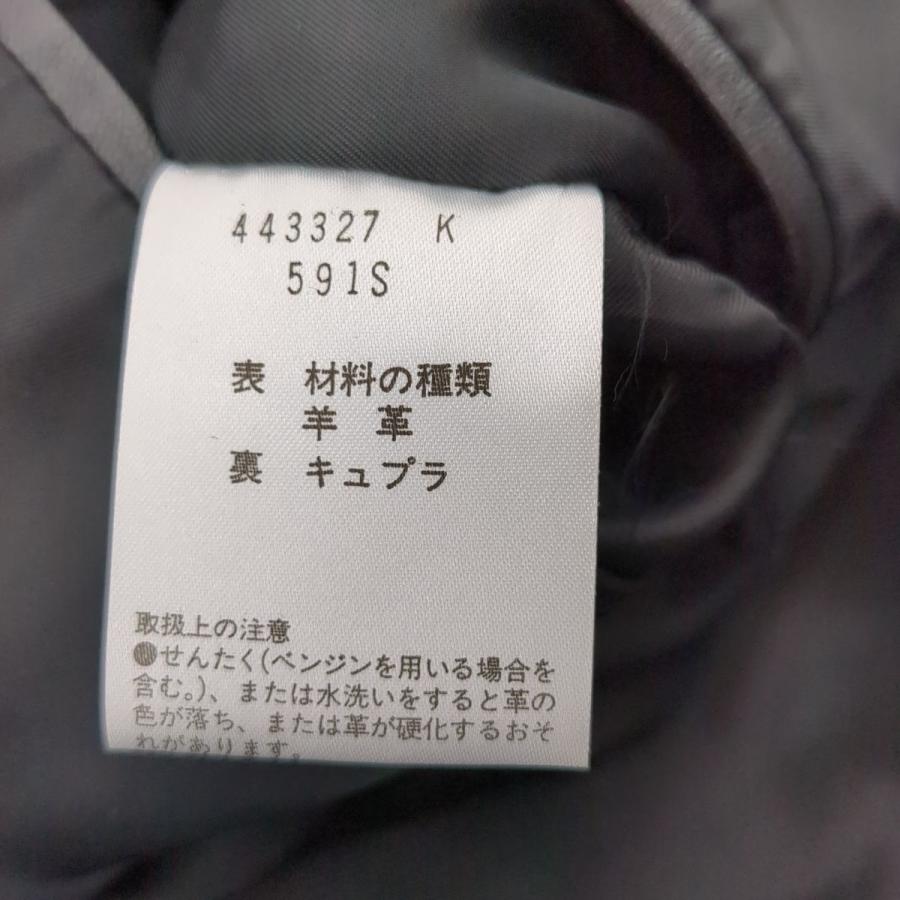 443327 K
591S
表 材料の種類
羊 革
裏 キュプラ
取扱上の注意
●せんたく(ベンジンを用いる場合を
含む。)、または水洗いをすると革の
色が落ち、または革が硬化するおそ
れがあります。